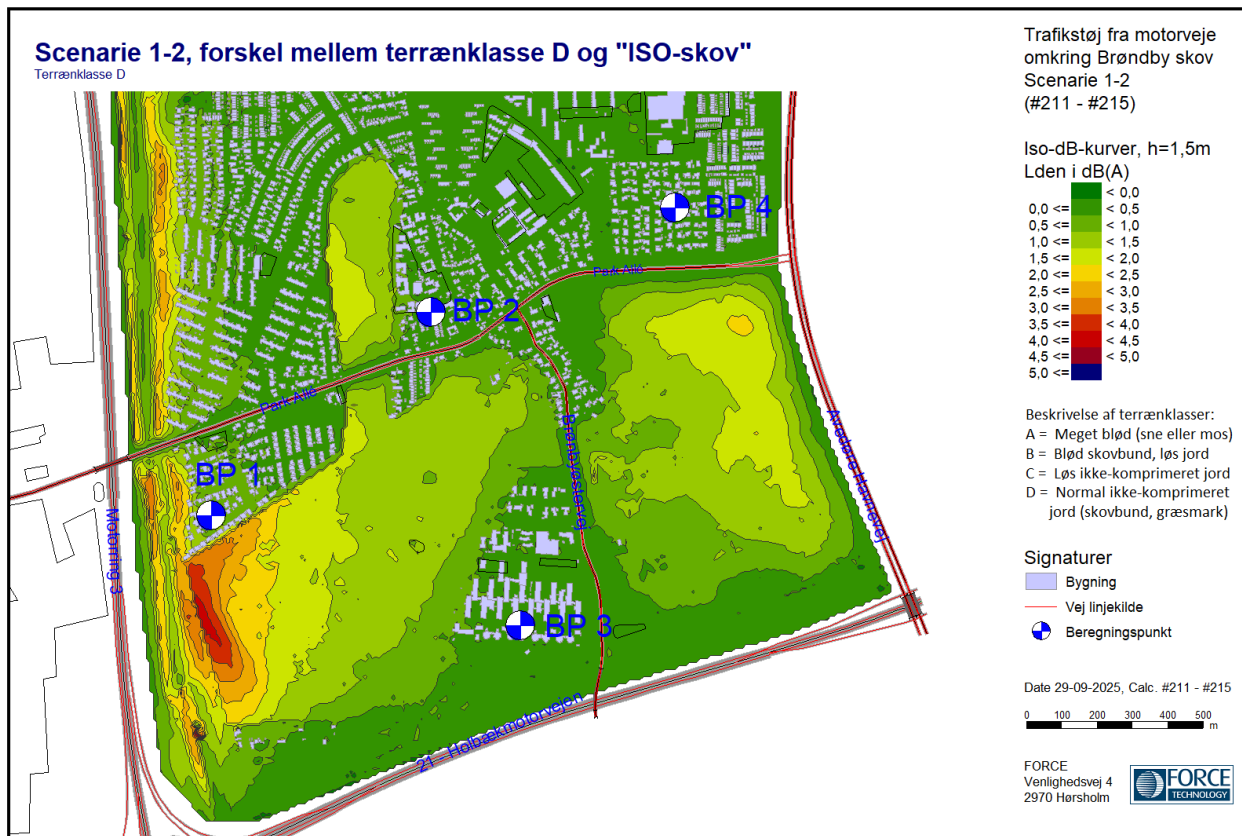 Scenarie 1-2, forskel mellem terrænklasse D og "ISO-skov"
Terrænklasse D
BP 4
Park Allé
BP 2
Park Allé
BP 1
Brøndbyøstervej
Motorring 3
Avedøre Havnevej
BP 3
21 - Holbækmotorvejen
Trafikstøj fra motorveje
omkring Brøndby skov
Scenarie 1-2
(#211 - #215)
Iso-dB-kurver, h=1,5m
Lden i dB(A)
< 0,0
0,0 <= < 0,5
0,5 <= < 1,0
1,0 <= < 1,5
1,5 <= < 2,0
2,0 <= < 2,5
2,5 <= < 3,0
3,0 <= < 3,5
3,5 <= < 4,0
4,0 <= < 4,5
4,5 <= < 5,0
5,0 <=
Beskrivelse af terrænklasser:
A = Meget blød (sne eller mos)
B = Blød skovbund, løs jord
C = Løs ikke-komprimeret jord
D = Normal ikke-komprimeret
jord (skovbund, græsmark)
Signaturer
Bygning
Vej linjekilde
Beregningspunkt
Date 29-09-2025, Calc. #211 - #215
0 100 200 300 400 500
m
FORCE
Venlighedsvej 4
2970 Hørsholm
FORCE
TECHNOLOGY